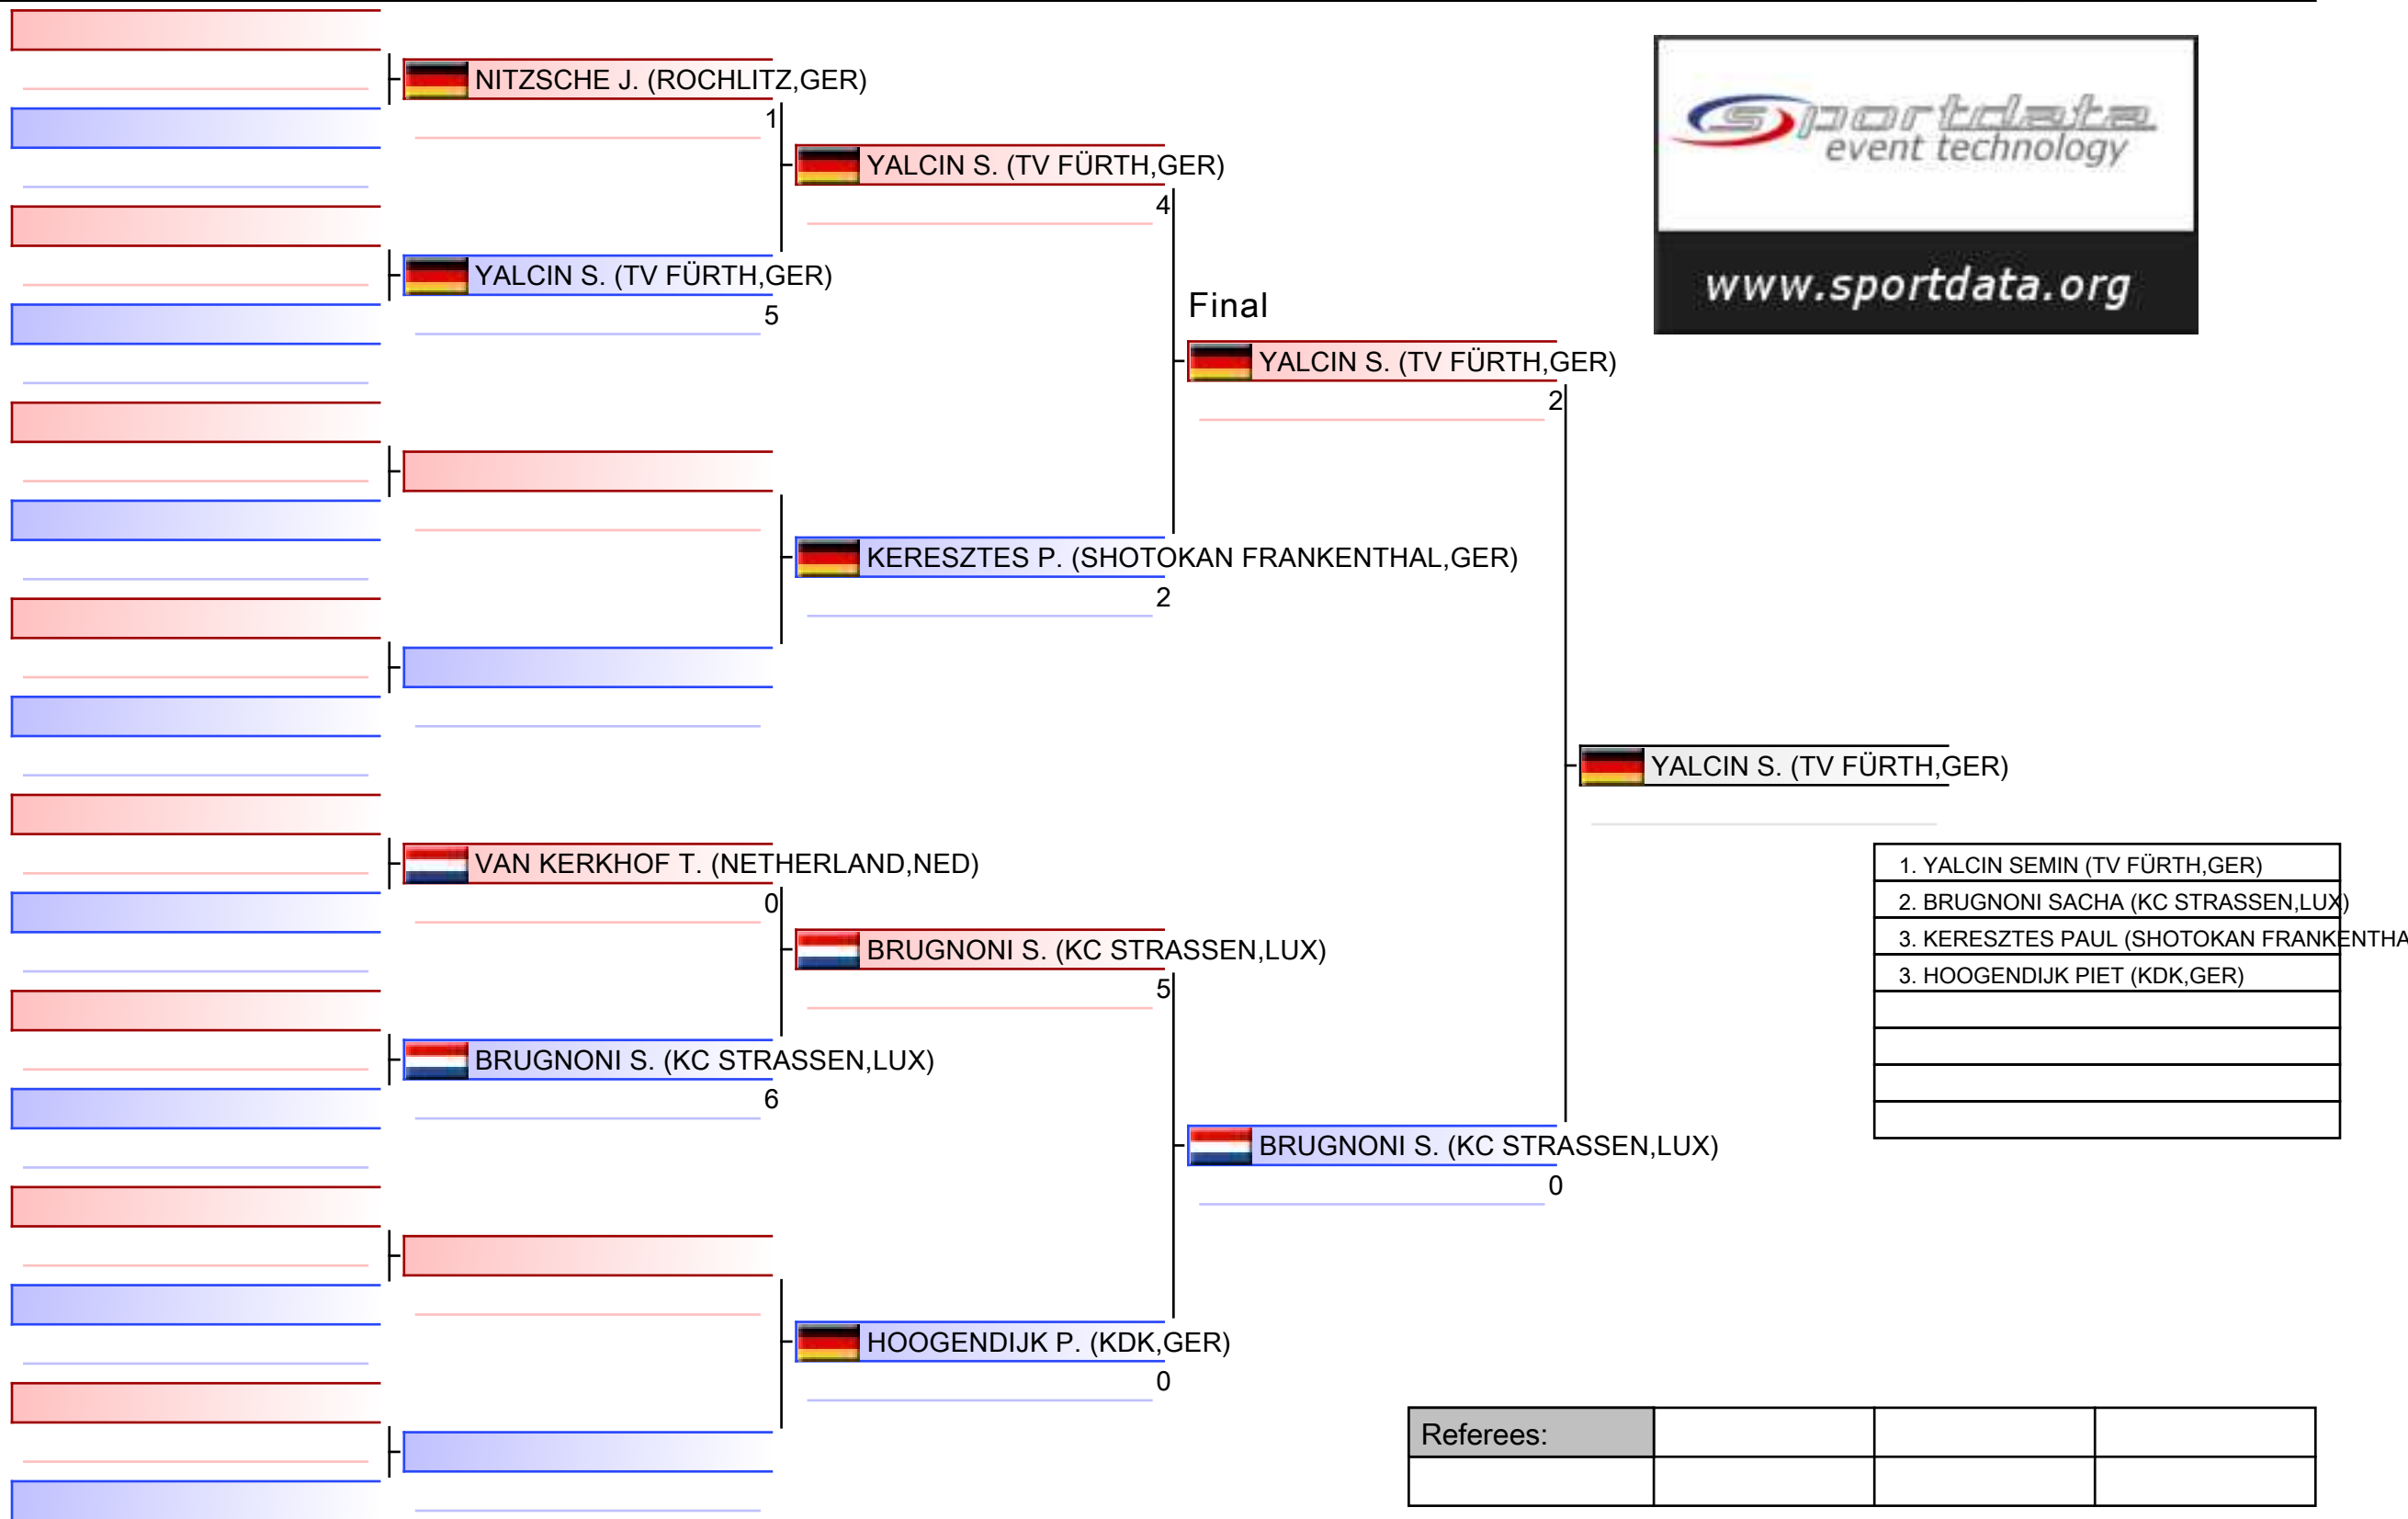 NITZSCHE J. (ROCHLITZ,GER)
1
YALCIN S. (TV FÜRTH,GER)
4
YALCIN S. (TV FÜRTH,GER)
5
Final
YALCIN S. (TV FÜRTH,GER)
2
KERESZTES P. (SHOTOKAN FRANKENTHAL,GER)
2
YALCIN S. (TV FÜRTH,GER)
VAN KERKHOF T. (NETHERLAND,NED)
0
BRUGNONI S. (KC STRASSEN,LUX)
5
BRUGNONI S. (KC STRASSEN,LUX)
6
BRUGNONI S. (KC STRASSEN,LUX)
0
HOOGENDIJK P. (KDK,GER)
0
sportdata
event technology
www.sportdata.org
1. YALCIN SEMIN (TV FÜRTH,GER)
2. BRUGNONI SACHA (KC STRASSEN,LUX)
3. KERESZTES PAUL (SHOTOKAN FRANKENTHA
3. HOOGENDIJK PIET (KDK,GER)
Referees: